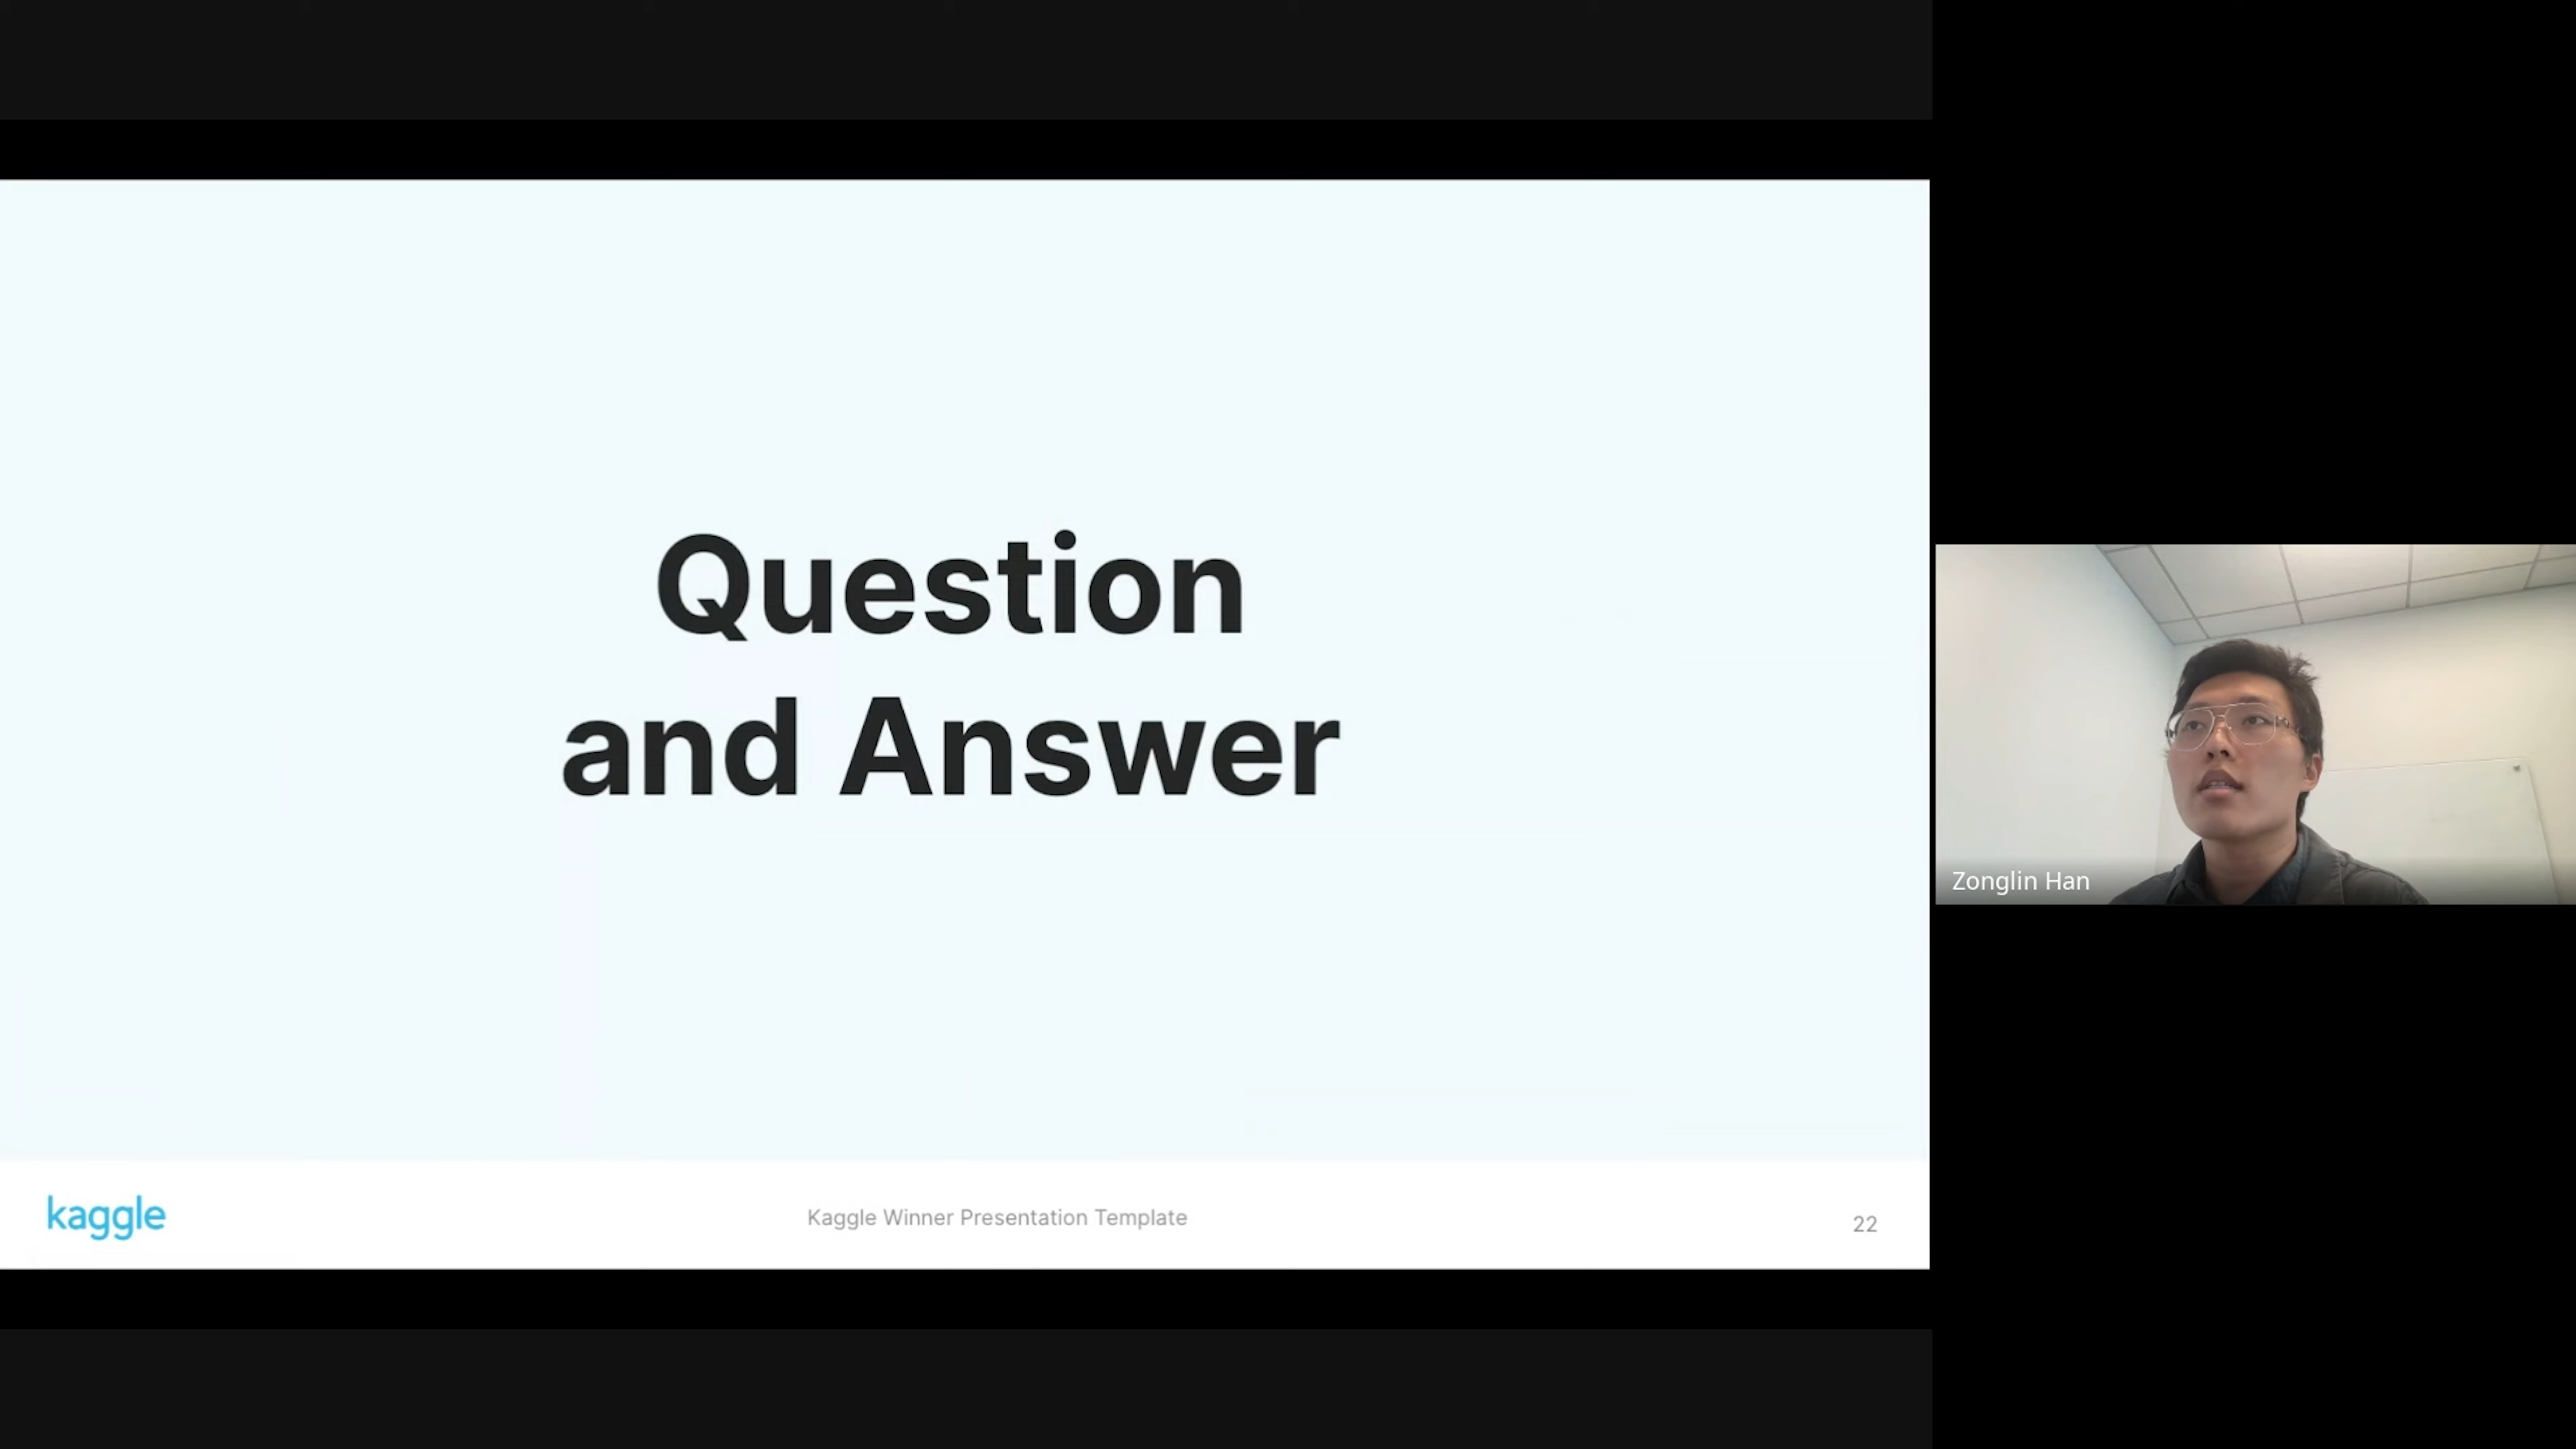 Question
and Answer
Zonglin Han
kaggle
Kaggle Winner Presentation Template
22